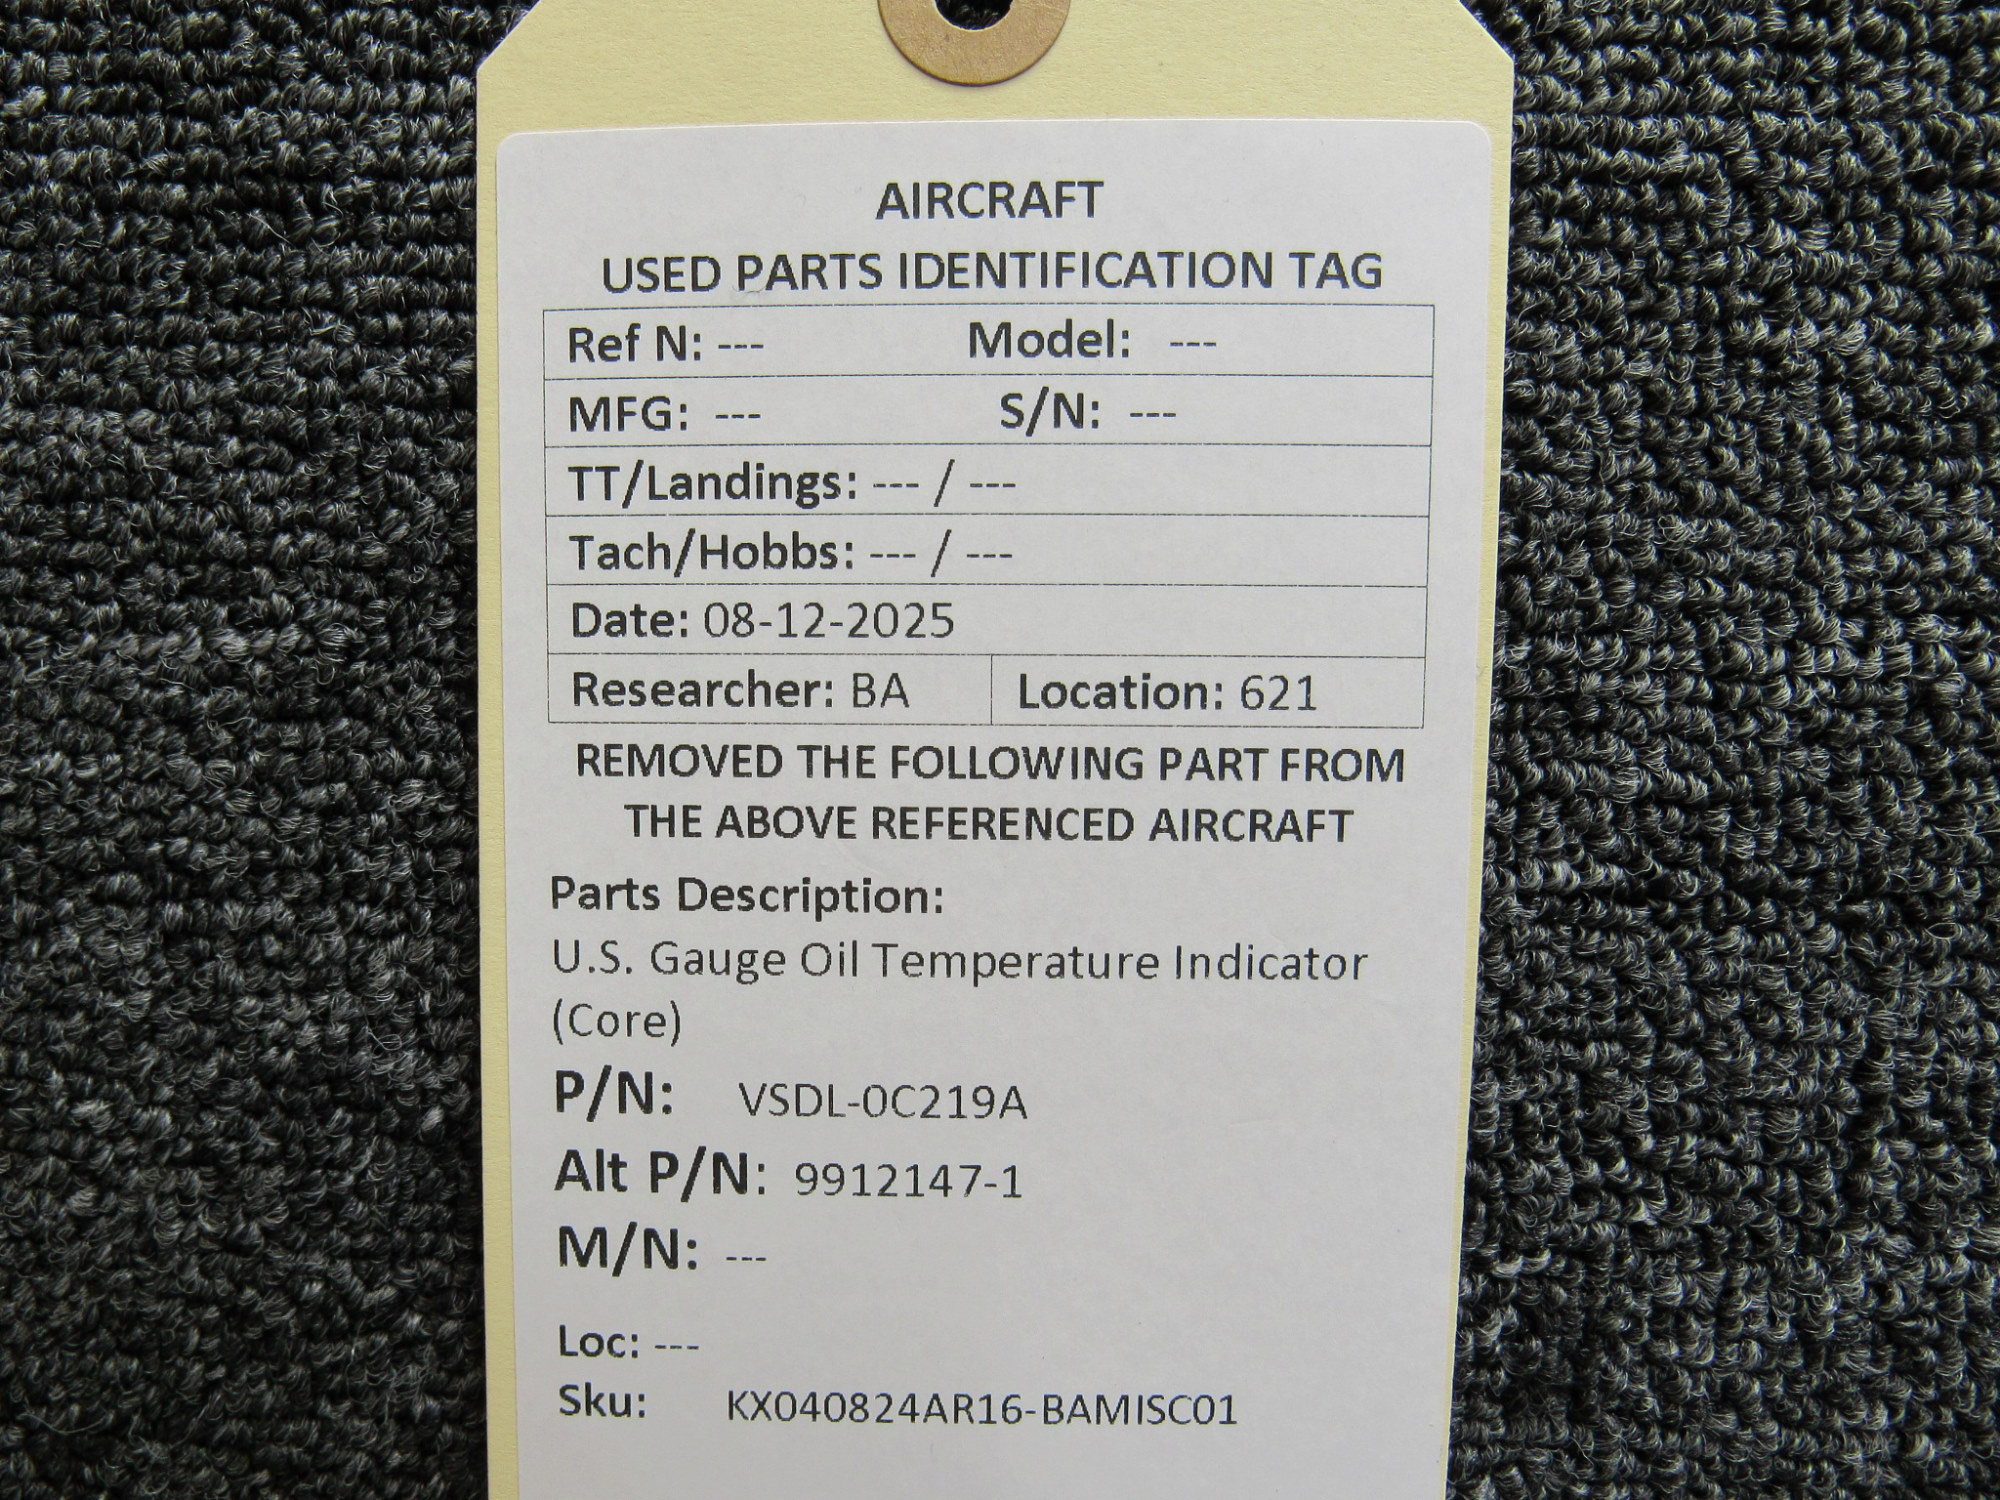 AIRCRAFT
USED PARTS IDENTIFICATION TAG
Ref N: --- Model: ---
MFG: --- S/N: ---
TT/Landings: --- / ---
Tach/Hobbs: --- / ---
Date: 08-12-2025
Researcher: BA Location: 621
REMOVED THE FOLLOWING PART FROM
THE ABOVE REFERENCED AIRCRAFT
Parts Description:
U.S. Gauge Oil Temperature Indicator
(Core)
P/N: VSDL-0C219A
Alt P/N: 9912147-1
M/N: ---
Loc: ---
Sku: KX040824AR16-BAMISC01